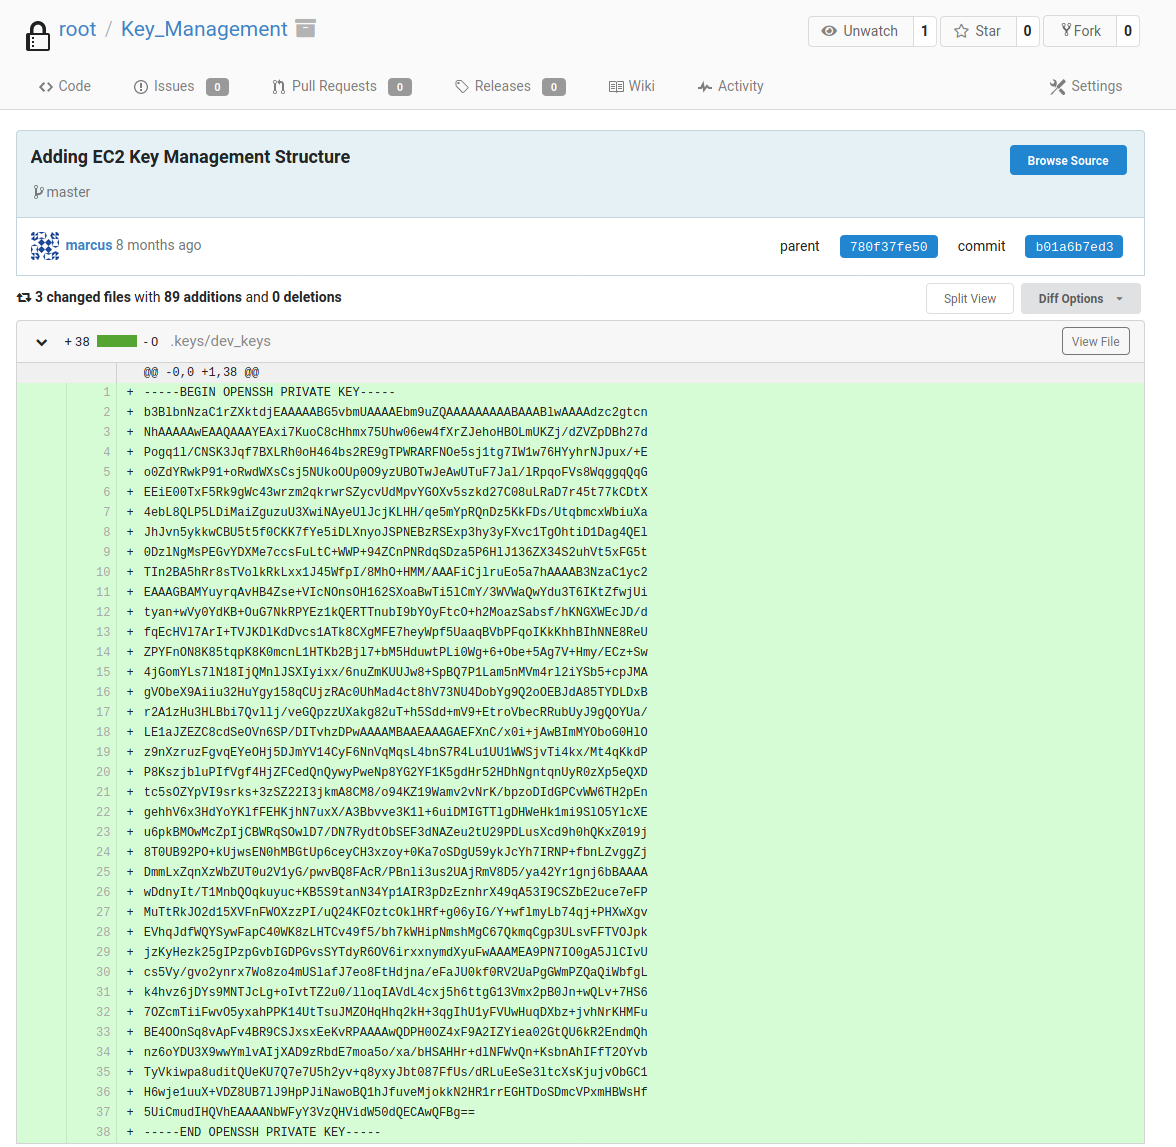 root / Key_Management
Unwatch 1 Star 0 Fork 0
Code Issues 0 Pull Requests 0 Releases 0 Wiki Activity Settings
Adding EC2 Key Management Structure
Browse Source
master
marcus 8 months ago parent 780f37fe50 commit b01a6b7ed3
3 changed files with 89 additions and 0 deletions
Split View Diff Options
+ 38 - 0 .keys/dev_keys View File
@@ -0,0 +1,38 @@
1 + -----BEGIN OPENSSH PRIVATE KEY-----
2 + b3BlbnNzaC1rZXktdjEAAAAABG5vbmUAAAAEbm9uZQAAAAAAAAABAAABlwAAAAdzc2gtcn
3 + NhAAAAAwEAAQAAAYEAxi7KuoC8cHhmx75Uhw06ew4fXrZJehoHBOLmUKZj/dZVZpDBh27d
4 + Pogq1l/CNSK3Jqf7BXLRh0oH464bs2RE9gTPWRARFNOe5sj1tg7IW1w76HYyhrNJpux/+E
5 + o0ZdYRwkP91+oRwdWXsCsj5NUkoOUp0O9yzUBOTwJeAwUTuF7Jal/lRpqoFVs8WqggqQqG
6 + EEiE00TxF5Rk9gWc43wrzm2qkrwrSZycvUdMpvYGOXv5szkd27C08uLRaD7r45t77kCDtX
7 + 4ebL8QLP5LDiMaiZguzuU3XwiNAyeUlJcjKLHH/qe5mYpRQnDz5KkFDs/UtqbmcxWbiuXa
8 + JhJvn5ykkwCBU5t5f0CKK7fYe5iDLXnyoJSPNEBzRSExp3hy3yFXvc1TgOhtiD1Dag4QEl
9 + 0DzlNgMsPEGvYDXMe7ccsFuLtC+WWP+94ZCnPNRdqSDza5P6HlJ136ZX34S2uhVt5xFG5t
10 + TIn2BA5hRr8sTVolkRkLxx1J45WfpI/8MhO+HMM/AAAFiCjlruEo5a7hAAAAB3NzaC1yc2
11 + EAAAGBAMYuyrqAvHB4Zse+VIcNOnsOH162SXoaBwTi5lCmY/3WVWaQwYdu3T6IKtZfwjUi
12 + tyan+wVy0YdKB+OuG7NkRPYEz1kQERTTnubI9bYOyFtcO+h2MoazSabsf/hKNGXWEcJD/d
13 + fqEcHVl7ArI+TVJKDlKdDvcs1ATk8CXgMFE7heyWpf5UaaqBVbPFqoIKkKhhBIhNNE8ReU
14 + ZPYFnON8K85tqpK8K0mcnL1HTKb2Bjl7+bM5HduwtPLi0Wg+6+Obe+5Ag7V+Hmy/ECz+Sw
15 + 4jGomYLs7lN18IjQMnlJSXIyixx/6nuZmKUUJw8+SpBQ7P1Lam5nMVm4rl2iYSb5+cpJMA
16 + gVObeX9Aiiu32HuYgy158qCUjzRAc0UhMad4ct8hV73NU4DobYg9Q2oOEBJdA85TYDLDxB
17 + r2A1zHu3HLBbi7Qvllj/veGQpzzUXakg82uT+h5Sdd+mV9+EtroVbecRRubUyJ9gQOYUa/
18 + LE1aJZEZC8cdSeOVn6SP/DITvhzDPwAAAAMBAAEAAAGAEFXnC/x0i+jAwBImMYOboG0HlO
19 + z9nXzruzFgvqEYeOHj5DJmYV14CyF6NnVqMqsL4bnS7R4Lu1UU1WWSjvTi4kx/Mt4qKkdP
20 + P8KszjbluPIfVgf4HjZFCedQnQywyPweNp8YG2YF1K5gdHr52HDhNgntqnUyR0zXp5eQXD
21 + tc5sOZYpVI9srks+3zSZ22I3jkmA8CM8/o94KZ19Wamv2vNrK/bpzoDIdGPCvWW6TH2pEn
22 + gehhV6x3HdYoYKlfFEHKjhN7uxX/A3Bbvve3K1l+6uiDMIGTTlgDHWeHk1mi9SlO5YlcXE
23 + u6pkBMOwMcZpIjCBWRqSOwlD7/DN7RydtObSEF3dNAZeu2tU29PDLusXcd9h0hQKxZ019j
24 + 8T0UB92PO+kUjwsEN0hMBGtUp6ceyCH3xzoy+0Ka7oSDgU59ykJcYh7IRNP+fbnLZvggZj
25 + DmmLxZqnXzWbZUT0u2V1yG/pwvBQ8FAcR/PBnli3us2UAjRmV8D5/ya42Yr1gnj6bBAAAA
26 + wDdnyIt/T1MnbQOqkuyuc+KB5S9tanN34Yp1AIR3pDzEznhrX49qA53I9CSZbE2uce7eFP
27 + MuTtRkJO2d15XVFnFWOXzzPI/uQ24KFOztcOklHRf+g06yIG/Y+wflmyLb74qj+PHXwXgv
28 + EVhqJdfWQYSywFapC40WK8zLHTCv49f5/bh7kWHipNmshMgC67QkmqCgp3ULsvFFTVOJpk
29 + jzKyHezk25gIPzpGvbIGDPGvsSYTdyR6OV6irxxnymdXyuFwAAAMEA9PN7IO0gA5JlCIvU
30 + cs5Vy/gvo2ynrx7Wo8zo4mUSlafJ7eo8FtHdjna/eFaJU0kf0RV2UaPgGWmPZQaQiWbfgL
31 + k4hvz6jDYs9MNTJcLg+oIvtTZ2u0/lloqIAVdL4cxj5h6ttgG13Vmx2pB0Jn+wQLv+7HS6
32 + 7OZcmTiiFwvO5yxahPPK14UtTsuJMZOHqHhq2kH+3qgIhU1yFVUwHuqDXbz+jvhNrKHMFu
33 + BE4OOnSq8vApFv4BR9CSJxsxEeKvRPAAAAwQDPH0OZ4xF9A2IZYiea02GtQU6kR2EndmQh
34 + nz6oYDU3X9wwYmlvAIjXAD9zRbdE7moa5o/xa/bHSAHHr+dlNFWvQn+KsbnAhIFfT2OYvb
35 + TyVkiwpa8uditQUeKU7Q7e7U5h2yv+q8yxyJbt087FfUs/dRLuEeSe3ltcXsKjujvObGC1
36 + H6wje1uuX+VDZ8UB7lJ9HpPJiNawoBQ1hJfuveMjokkN2HR1rrEGHTDoSDmcVPxmHBWsHf
37 + 5UiCmudIHQVhEAAAANbWFyY3VzQHVidW50dQECAwQFBg==
38 + -----END OPENSSH PRIVATE KEY-----